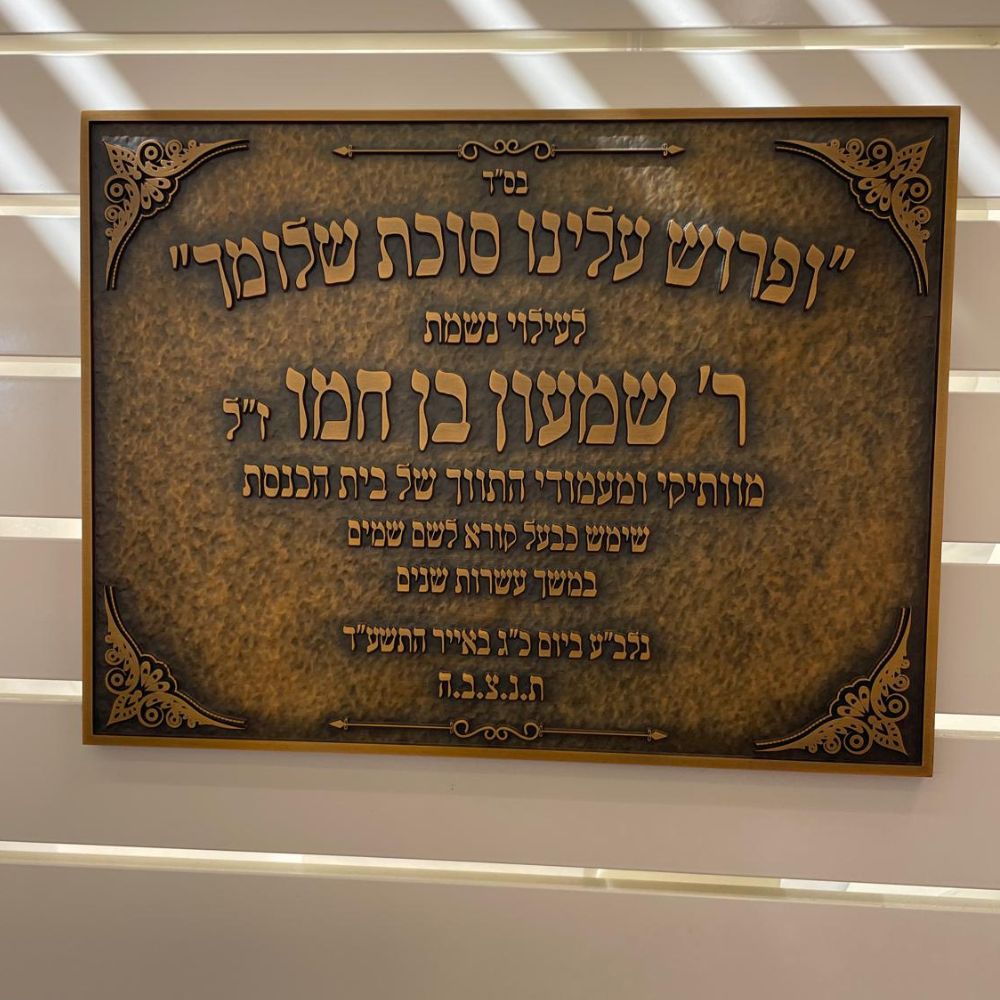 בס"ד
"ופרוש עלינו סוכת שלומך"
לעילוי נשמת
ר' שמעון בן חמו ז"ל
מוותיקי ומעמודי התווך של בית הכנסת
שימש כבעל קורא לשם שמים
במשך עשרות שנים
נלב"ע ביום כ"ג באייר התשע"ד
ת.נ.צ.ב.ה